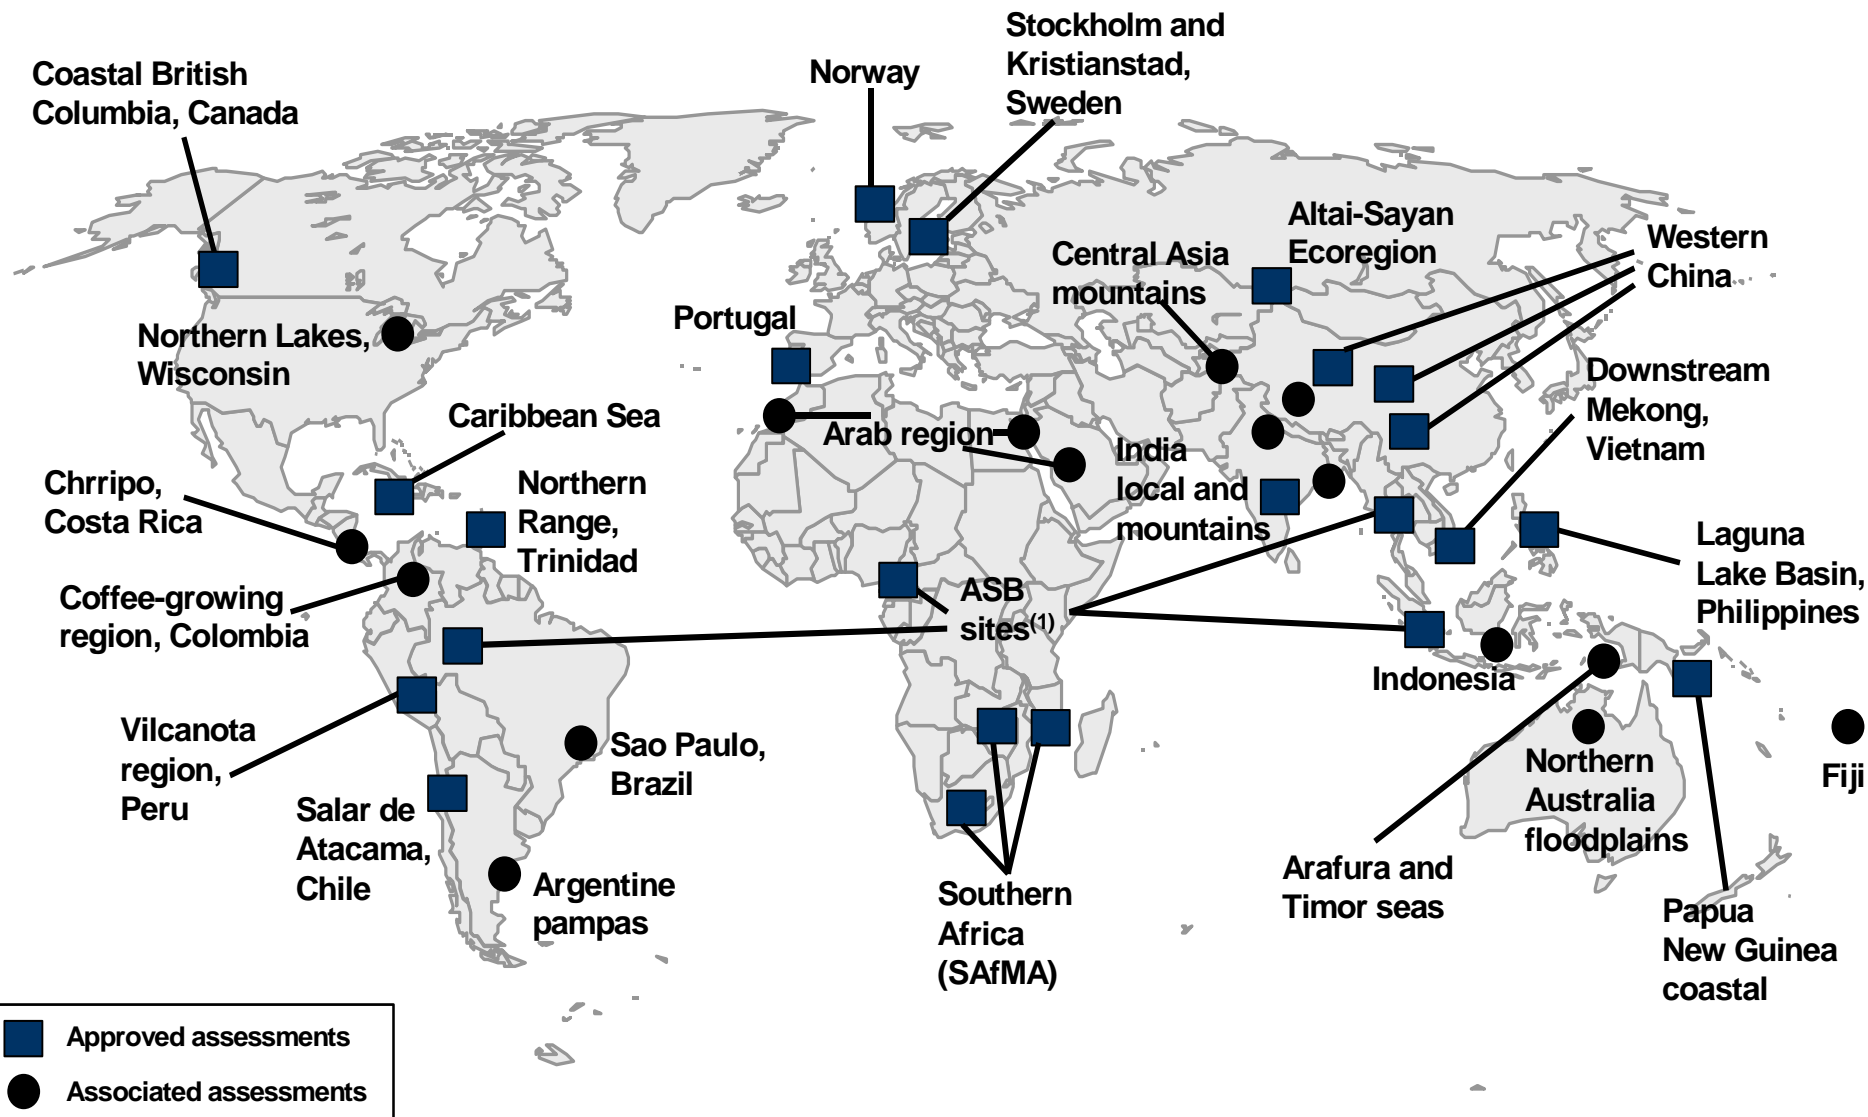 Stockholm and
Kristianstad,
Sweden
Norway
Coastal British
Columbia, Canada
Altai-Sayan
Ecoregion
Western
China
Central Asia
mountains
Portugal
Northern Lakes,
Wisconsin
Downstream
Mekong,
Vietnam
Caribbean Sea
Arab region
India
local and
mountains
Chrripo,
Costa Rica
Northern
Range,
Trinidad
Laguna
Lake Basin,
Philippines
Coffee-growing
region, Colombia
ASB
sites(1)
Indonesia
Vilcanota
region,
Peru
Sao Paulo,
Brazil
Northern
Australia
floodplains
Fiji
Salar de
Atacama,
Chile
Argentine
pampas
Southern
Africa
(SAfMA)
Arafura and
Timor seas
Papua
New Guinea
coastal
Approved assessments
Associated assessments